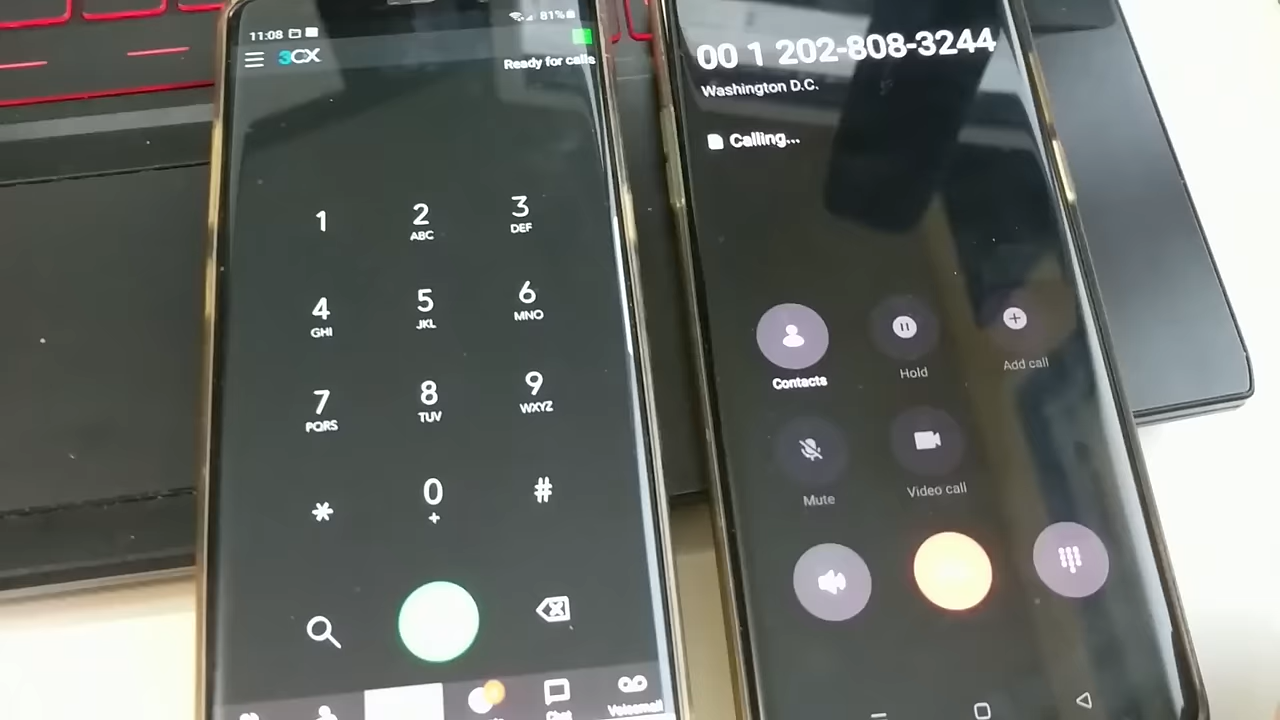 11:08
81%
3CX
Ready for calls
1
2
ABC
3
DEF
4
GHI
5
JKL
6
MNO
7
PQRS
8
TUV
9
WXYZ
*
0
+
#
Chat
Voicemail
00 1 202-808-3244
Washington D.C.
Calling...
Contacts
Hold
Add call
Mute
Video call